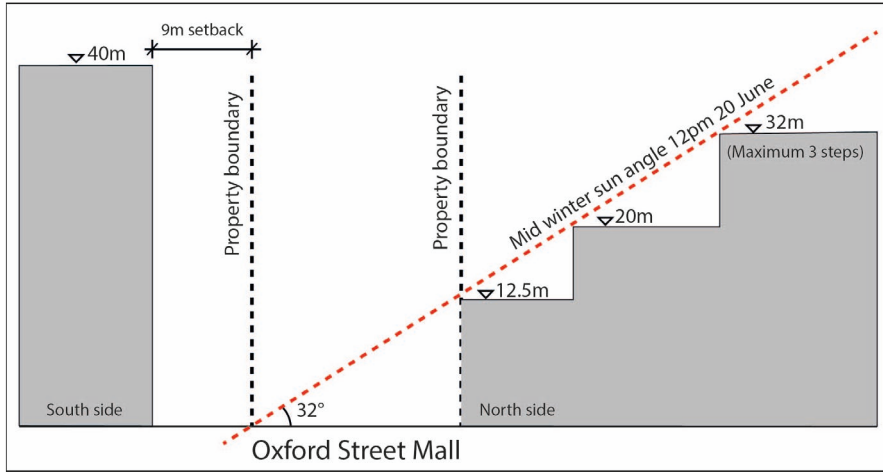 9m setback
40m
Property boundary
Property boundary
Mid winter sun angle 12pm 20 June
32m
(Maximum 3 steps)
20m
12.5m
South side
32°
North side
Oxford Street Mall